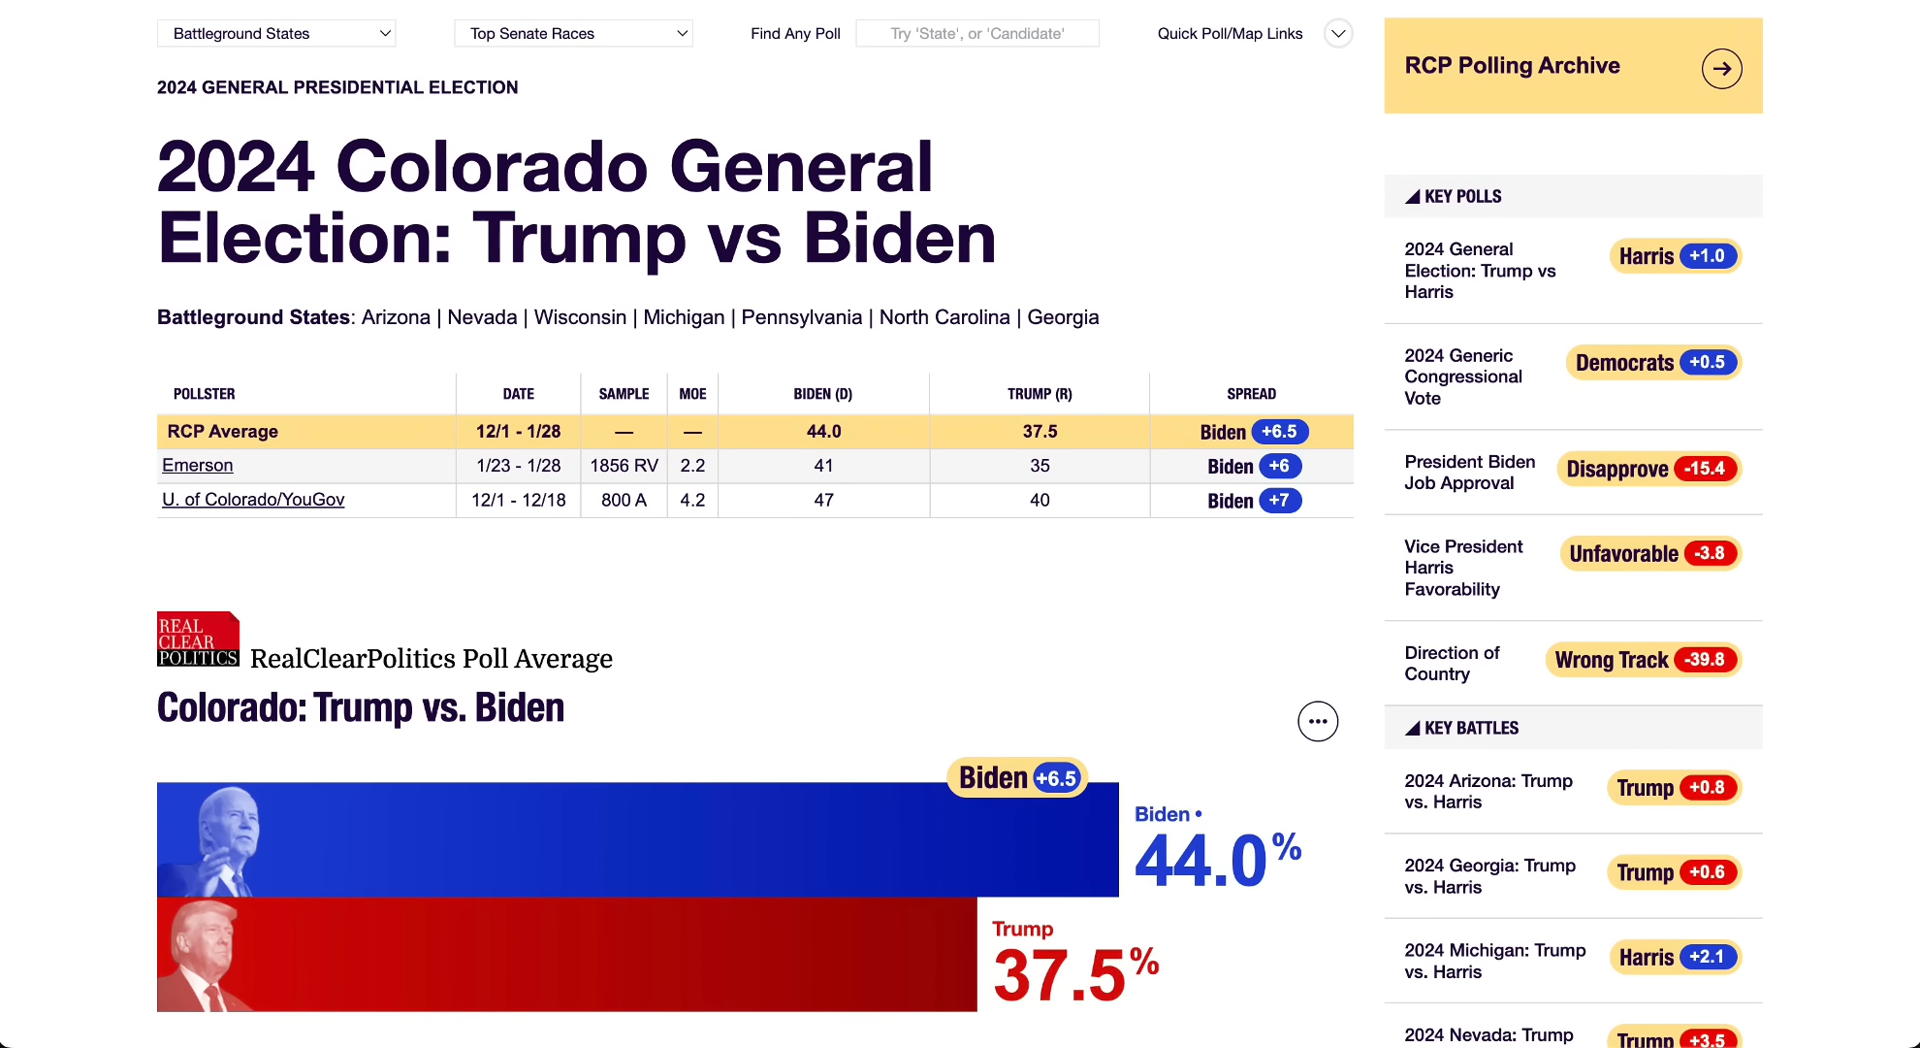 Battleground States
Top Senate Races
Find Any Poll
Try 'State', or 'Candidate'
Quick Poll/Map Links
2024 GENERAL PRESIDENTIAL ELECTION
2024 Colorado General
Election: Trump vs Biden
Battleground States: Arizona | Nevada | Wisconsin | Michigan | Pennsylvania | North Carolina | Georgia
POLLSTER DATE SAMPLE MOE BIDEN (D) TRUMP (R) SPREAD
RCP Average 12/1 - 1/28 — — 44.0 37.5 Biden +6.5
Emerson 1/23 - 1/28 1856 RV 2.2 41 35 Biden +6
U. of Colorado/YouGov 12/1 - 12/18 800 A 4.2 47 40 Biden +7
REAL
CLEAR
POLITICS
RealClearPolitics Poll Average
Colorado: Trump vs. Biden
Biden +6.5
Biden •
44.0%
Trump
37.5%
RCP Polling Archive
KEY POLLS
2024 General
Election: Trump vs
Harris
Harris +1.0
2024 Generic
Congressional
Vote
Democrats +0.5
President Biden
Job Approval
Disapprove -15.4
Vice President
Harris
Favorability
Unfavorable -3.8
Direction of
Country
Wrong Track -39.8
KEY BATTLES
2024 Arizona: Trump
vs. Harris
Trump +0.8
2024 Georgia: Trump
vs. Harris
Trump +0.6
2024 Michigan: Trump
vs. Harris
Harris +2.1
2024 Nevada: Trump
Trump +3.5